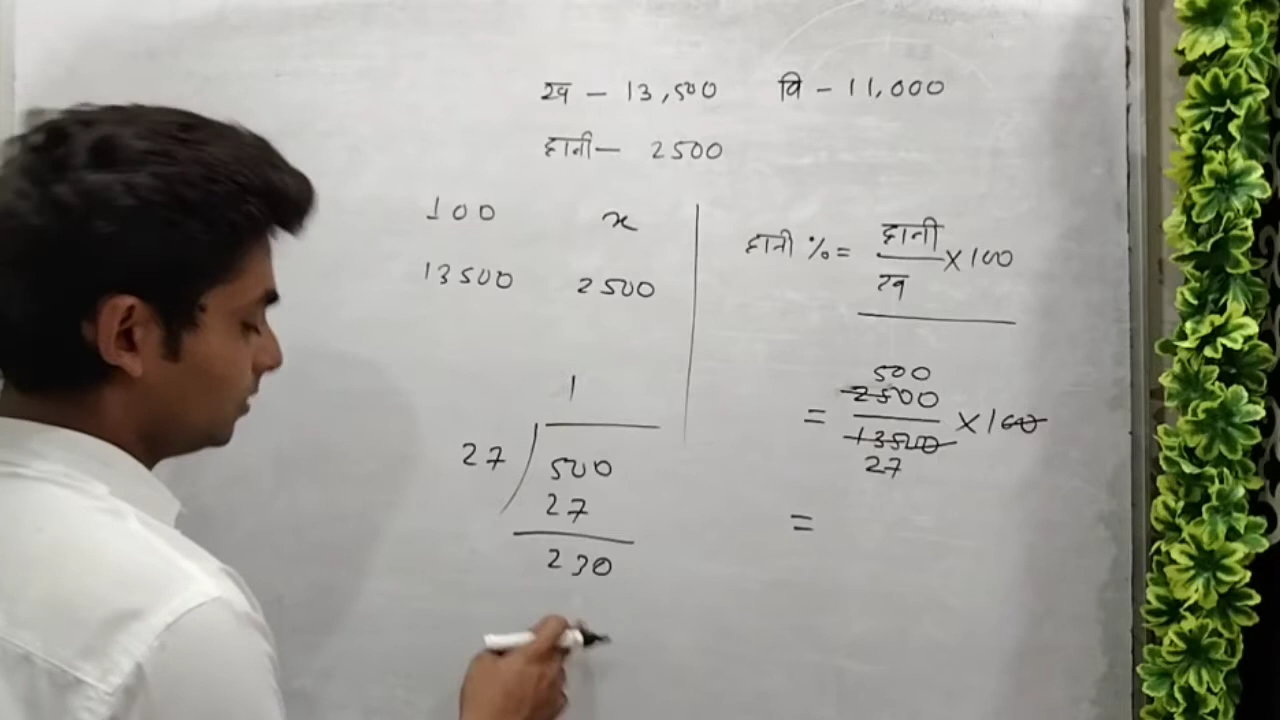 ख - 13,500 वि - 11,000
हानी - 2500
100 x
13500 2500
हानी % = हानी / ख × 100
1
27 ) 500
27
230
500
= 2500 / 13500 × 100
27
=